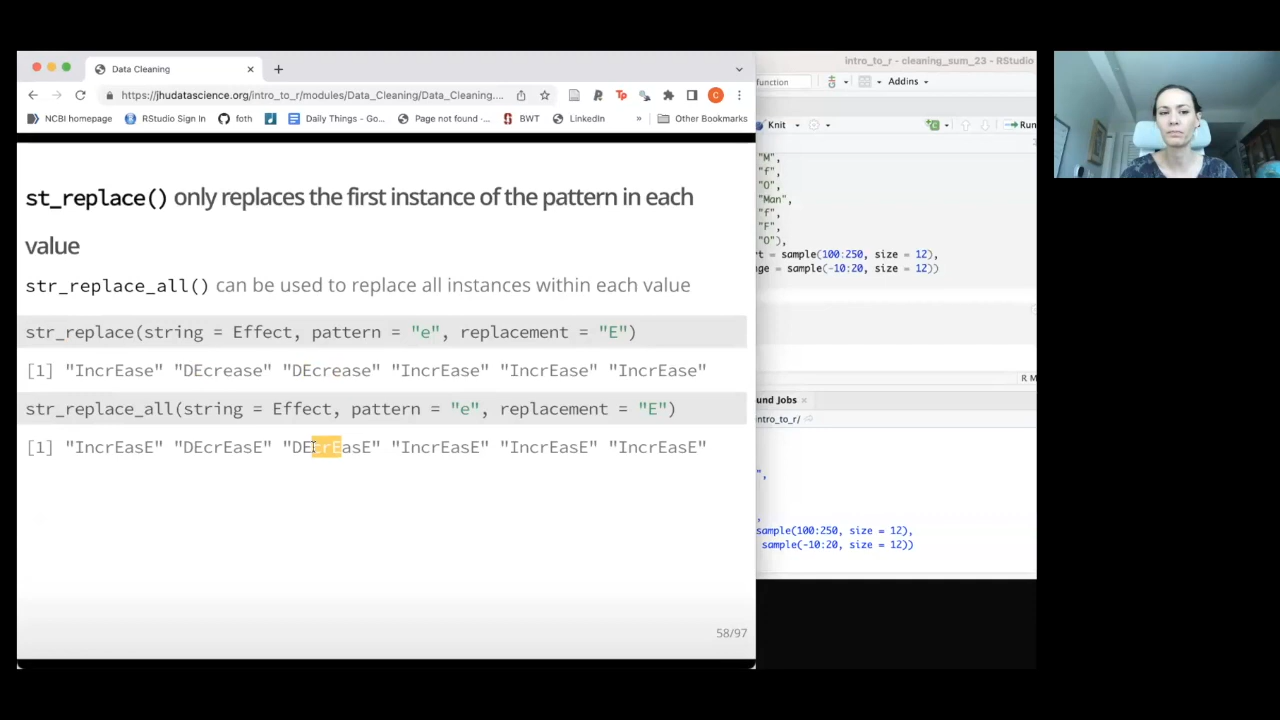 Data Cleaning
intro_to_r - cleaning_sum_23 - RStudio
https://jhudatascience.org/intro_to_r/modules/Data_Cleaning/Data_Cleaning....
function
Addins
NCBI homepage
RStudio Sign In
foth
Daily Things - Go...
Page not found -...
BWT
LinkedIn
»
Other Bookmarks
Knit
Run
st_replace() only replaces the first instance of the pattern in each
value
str_replace_all() can be used to replace all instances within each value
str_replace(string = Effect, pattern = "e", replacement = "E")
[1] "IncrEase" "DEcrease" "DEcrease" "IncrEase" "IncrEase" "IncrEase"
str_replace_all(string = Effect, pattern = "e", replacement = "E")
[1] "IncrEasE" "DEcrEasE" "DEcrEasE" "IncrEasE" "IncrEasE" "IncrEasE"
58/97
"M",
"f",
"O",
"Man",
"f",
"F",
"O"),
rt = sample(100:250, size = 12),
ge = sample(-10:20, size = 12))
R M
und Jobs
intro_to_r/
",
,
sample(100:250, size = 12),
sample(-10:20, size = 12))